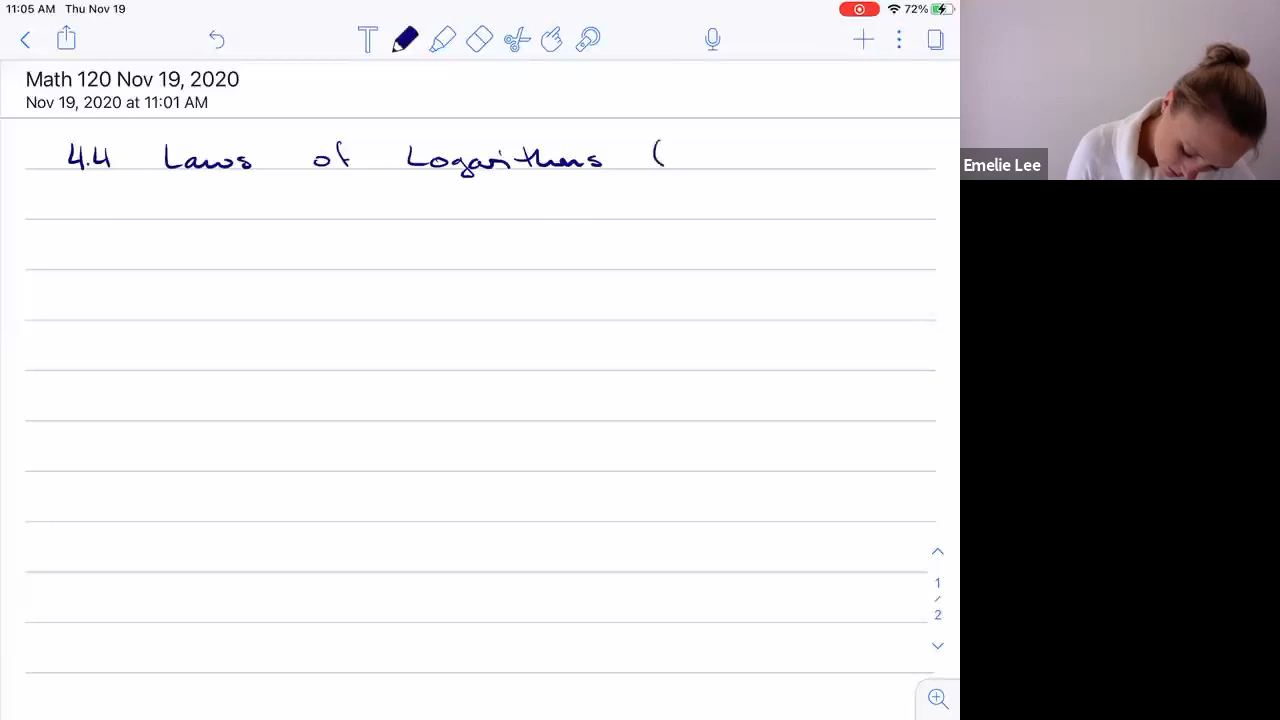 11:05 AM Thu Nov 19
72%
T
Math 120 Nov 19, 2020
Nov 19, 2020 at 11:01 AM
4.4 Laws of Logarithms (
Emelie Lee
1
/
2